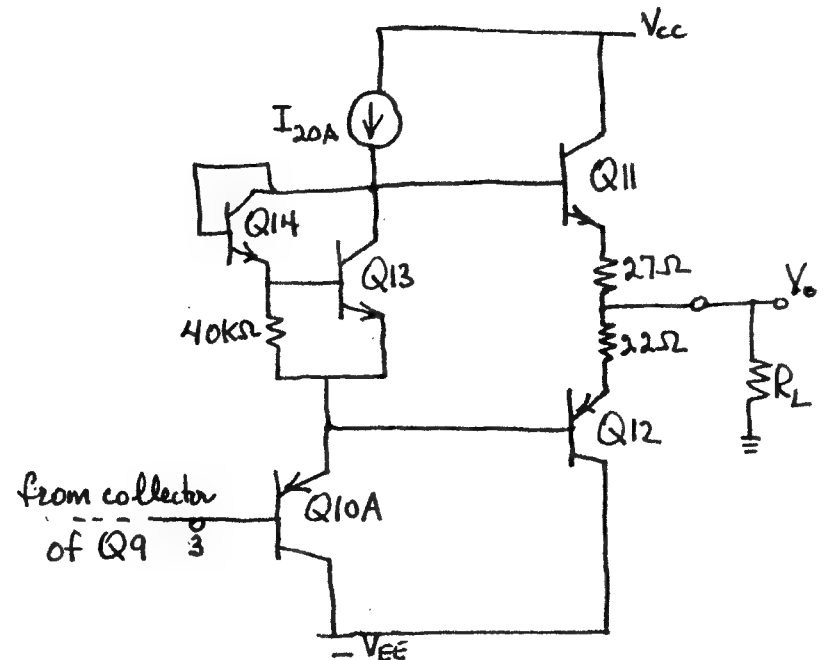 Vcc
I20A
Q11
Q14
Q13
27Ω
Vo
40KΩ
22Ω
RL
Q12
from collector
of Q9
3
Q10A
-VEE